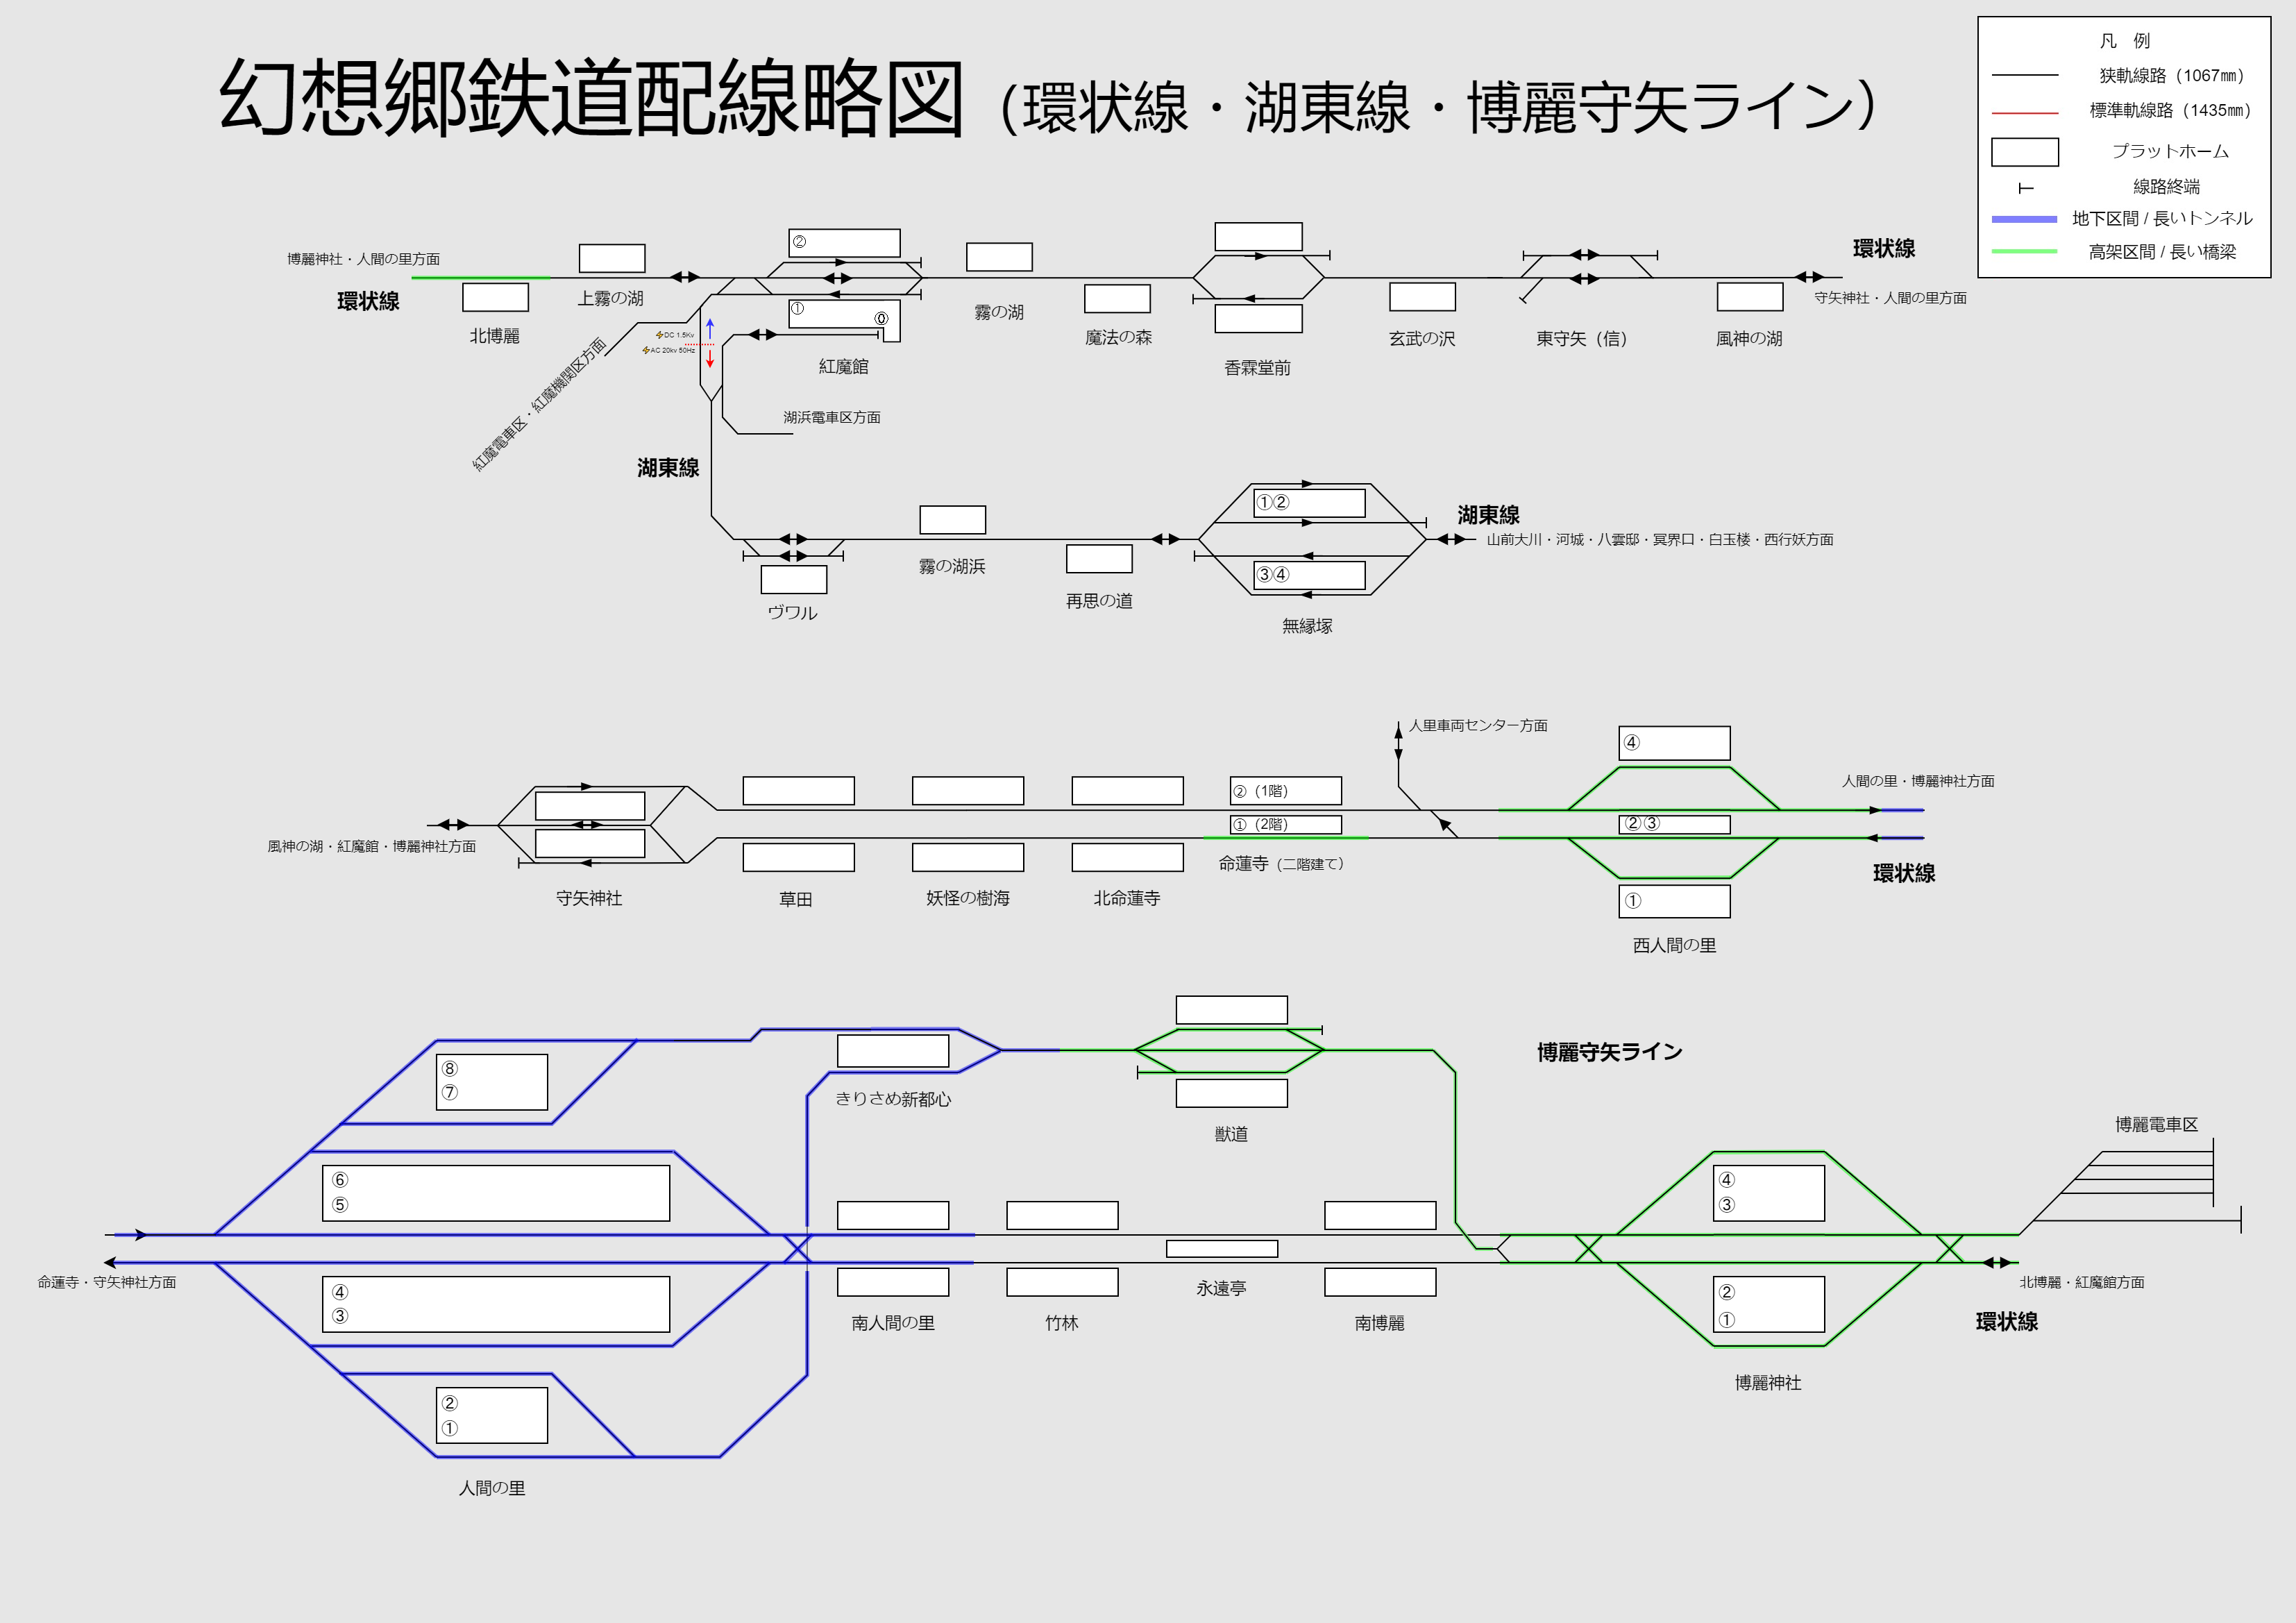 幻想郷鉄道配線略図（環状線・湖東線・博麗守矢ライン）
凡　例
狭軌線路（1067㎜）
標準軌線路（1435㎜）
プラットホーム
線路終端
地下区間 / 長いトンネル
高架区間 / 長い橋梁
博麗神社・人間の里方面
環状線
北博麗
上霧の湖
②
①
⓪
紅魔館
霧の湖
魔法の森
香霖堂前
玄武の沢
東守矢（信）
風神の湖
環状線
守矢神社・人間の里方面
⚡DC 1.5Kv
⚡AC 20kv 50Hz
紅魔電車区・紅魔機関区方面
湖浜電車区方面
湖東線
ヴワル
霧の湖浜
再思の道
①②
③④
無縁塚
湖東線
山前大川・河城・八雲邸・冥界口・白玉楼・西行妖方面
風神の湖・紅魔館・博麗神社方面
守矢神社
草田
妖怪の樹海
北命蓮寺
②（1階）
①（2階）
命蓮寺（二階建て）
人里車両センター方面
④
②③
①
西人間の里
人間の里・博麗神社方面
環状線
⑧
⑦
⑥
⑤
④
③
②
①
人間の里
命蓮寺・守矢神社方面
きりさめ新都心
獣道
博麗守矢ライン
南人間の里
竹林
永遠亭
南博麗
④
③
②
①
博麗神社
博麗電車区
北博麗・紅魔館方面
環状線